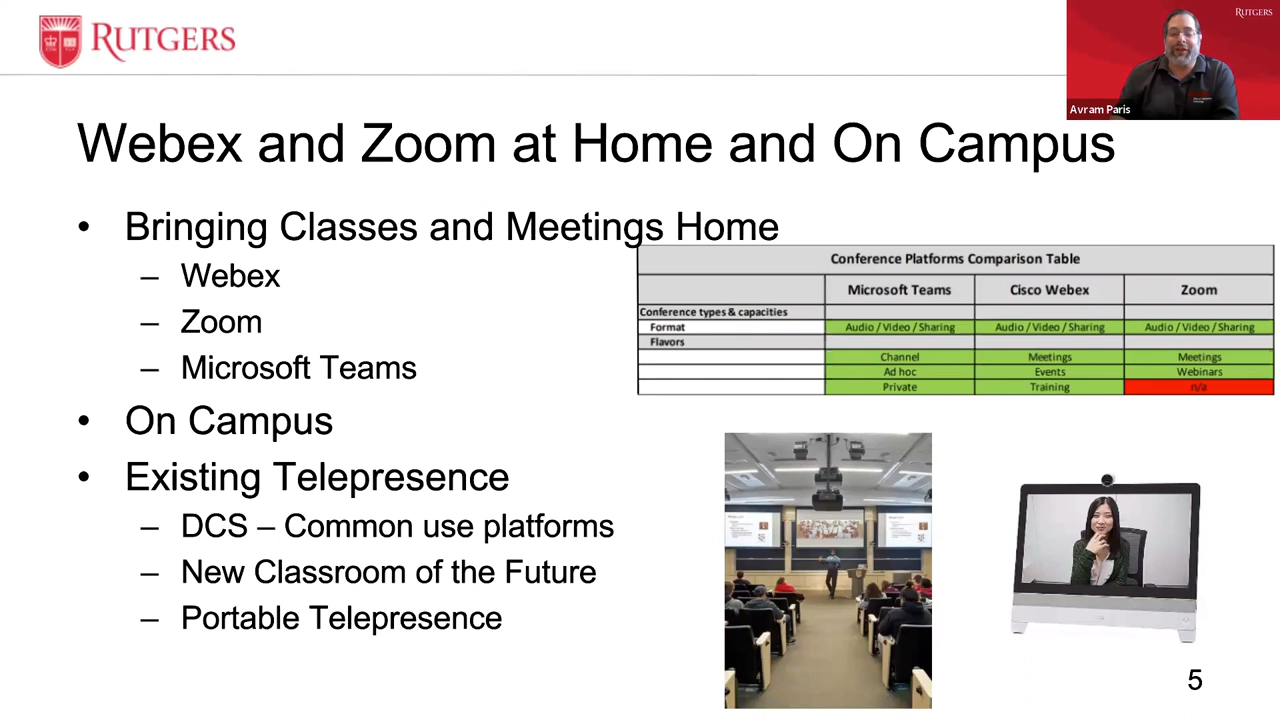 RUTGERS
RUTGERS
Avram Paris
Webex and Zoom at Home and On Campus
• Bringing Classes and Meetings Home
– Webex
– Zoom
– Microsoft Teams
• On Campus
• Existing Telepresence
– DCS – Common use platforms
– New Classroom of the Future
– Portable Telepresence
Conference Platforms Comparison Table
Microsoft Teams Cisco Webex Zoom
Conference types & capacities
Format Audio / Video / Sharing Audio / Video / Sharing Audio / Video / Sharing
Flavors
Channel Meetings Meetings
Ad hoc Events Webinars
Private Training n/a
5